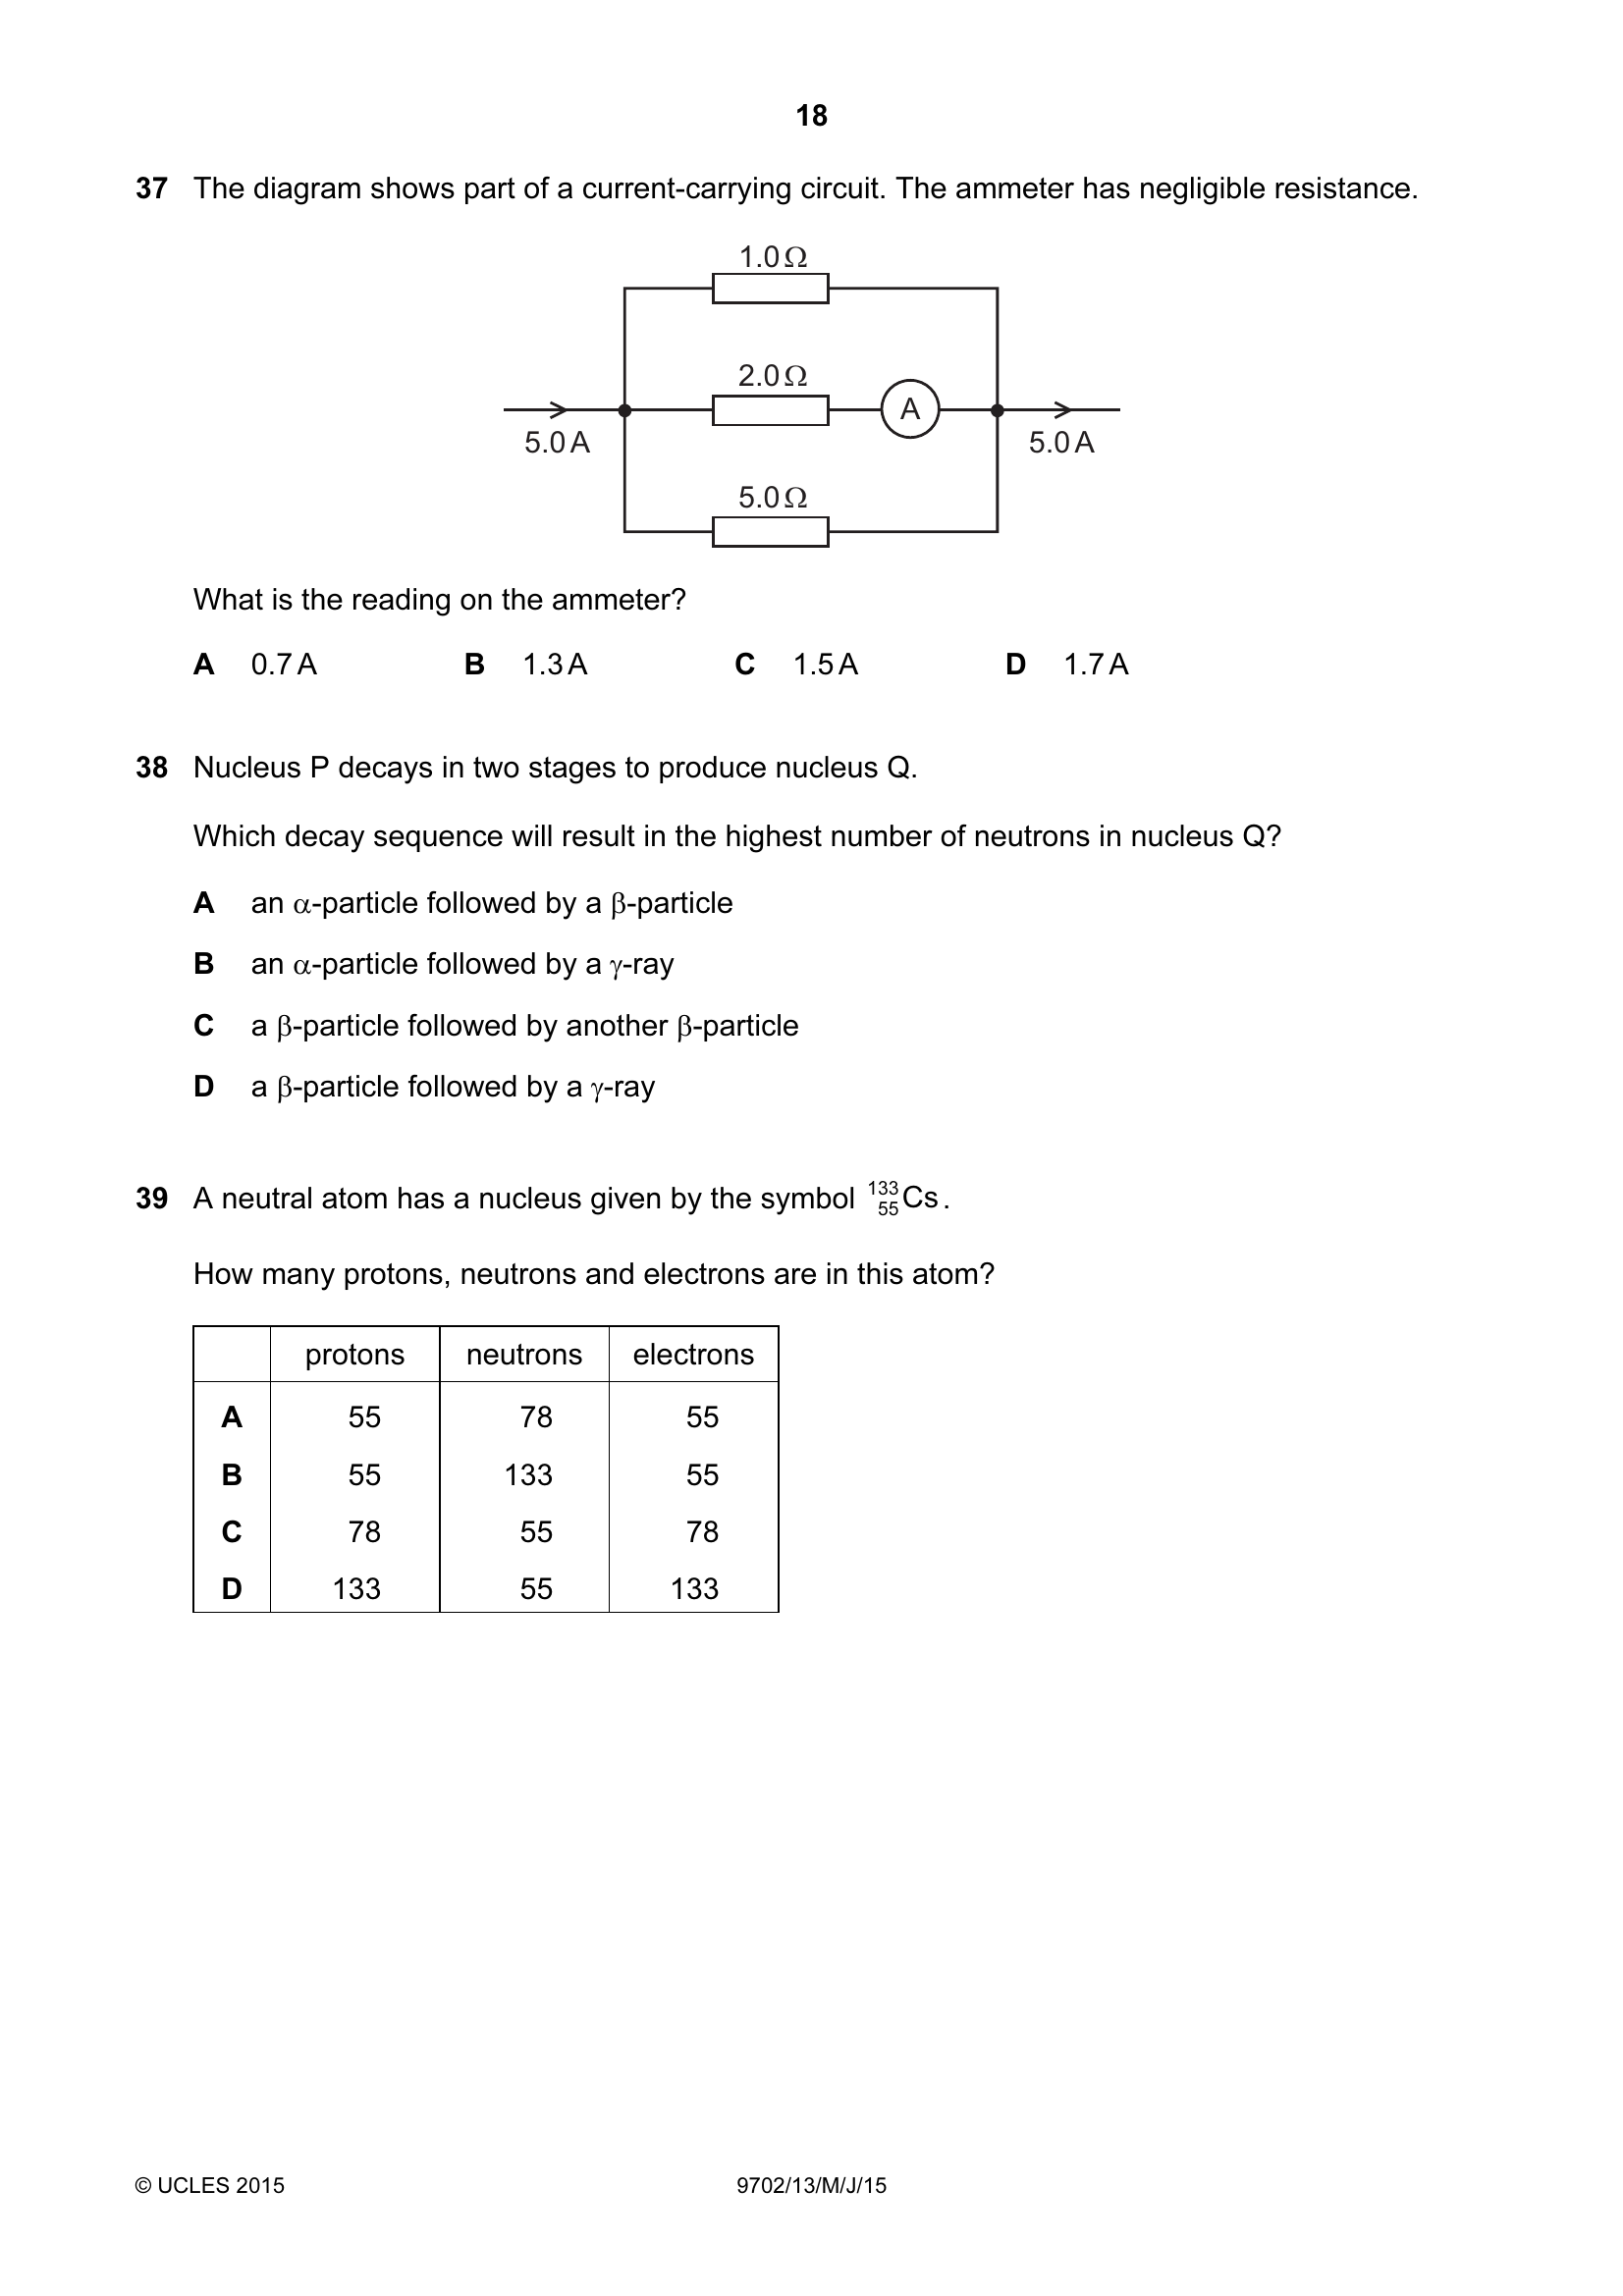 18
37 The diagram shows part of a current-carrying circuit. The ammeter has negligible resistance.
1.0 Ω
2.0 Ω
A
5.0 A
5.0 A
5.0 Ω
What is the reading on the ammeter?
A 0.7 A B 1.3 A C 1.5 A D 1.7 A
38 Nucleus P decays in two stages to produce nucleus Q.
Which decay sequence will result in the highest number of neutrons in nucleus Q?
A an α-particle followed by a β-particle
B an α-particle followed by a γ-ray
C a β-particle followed by another β-particle
D a β-particle followed by a γ-ray
39 A neutral atom has a nucleus given by the symbol ¹³³₅₅Cs.
How many protons, neutrons and electrons are in this atom?
protons neutrons electrons
A 55 78 55
B 55 133 55
C 78 55 78
D 133 55 133
© UCLES 2015 9702/13/M/J/15